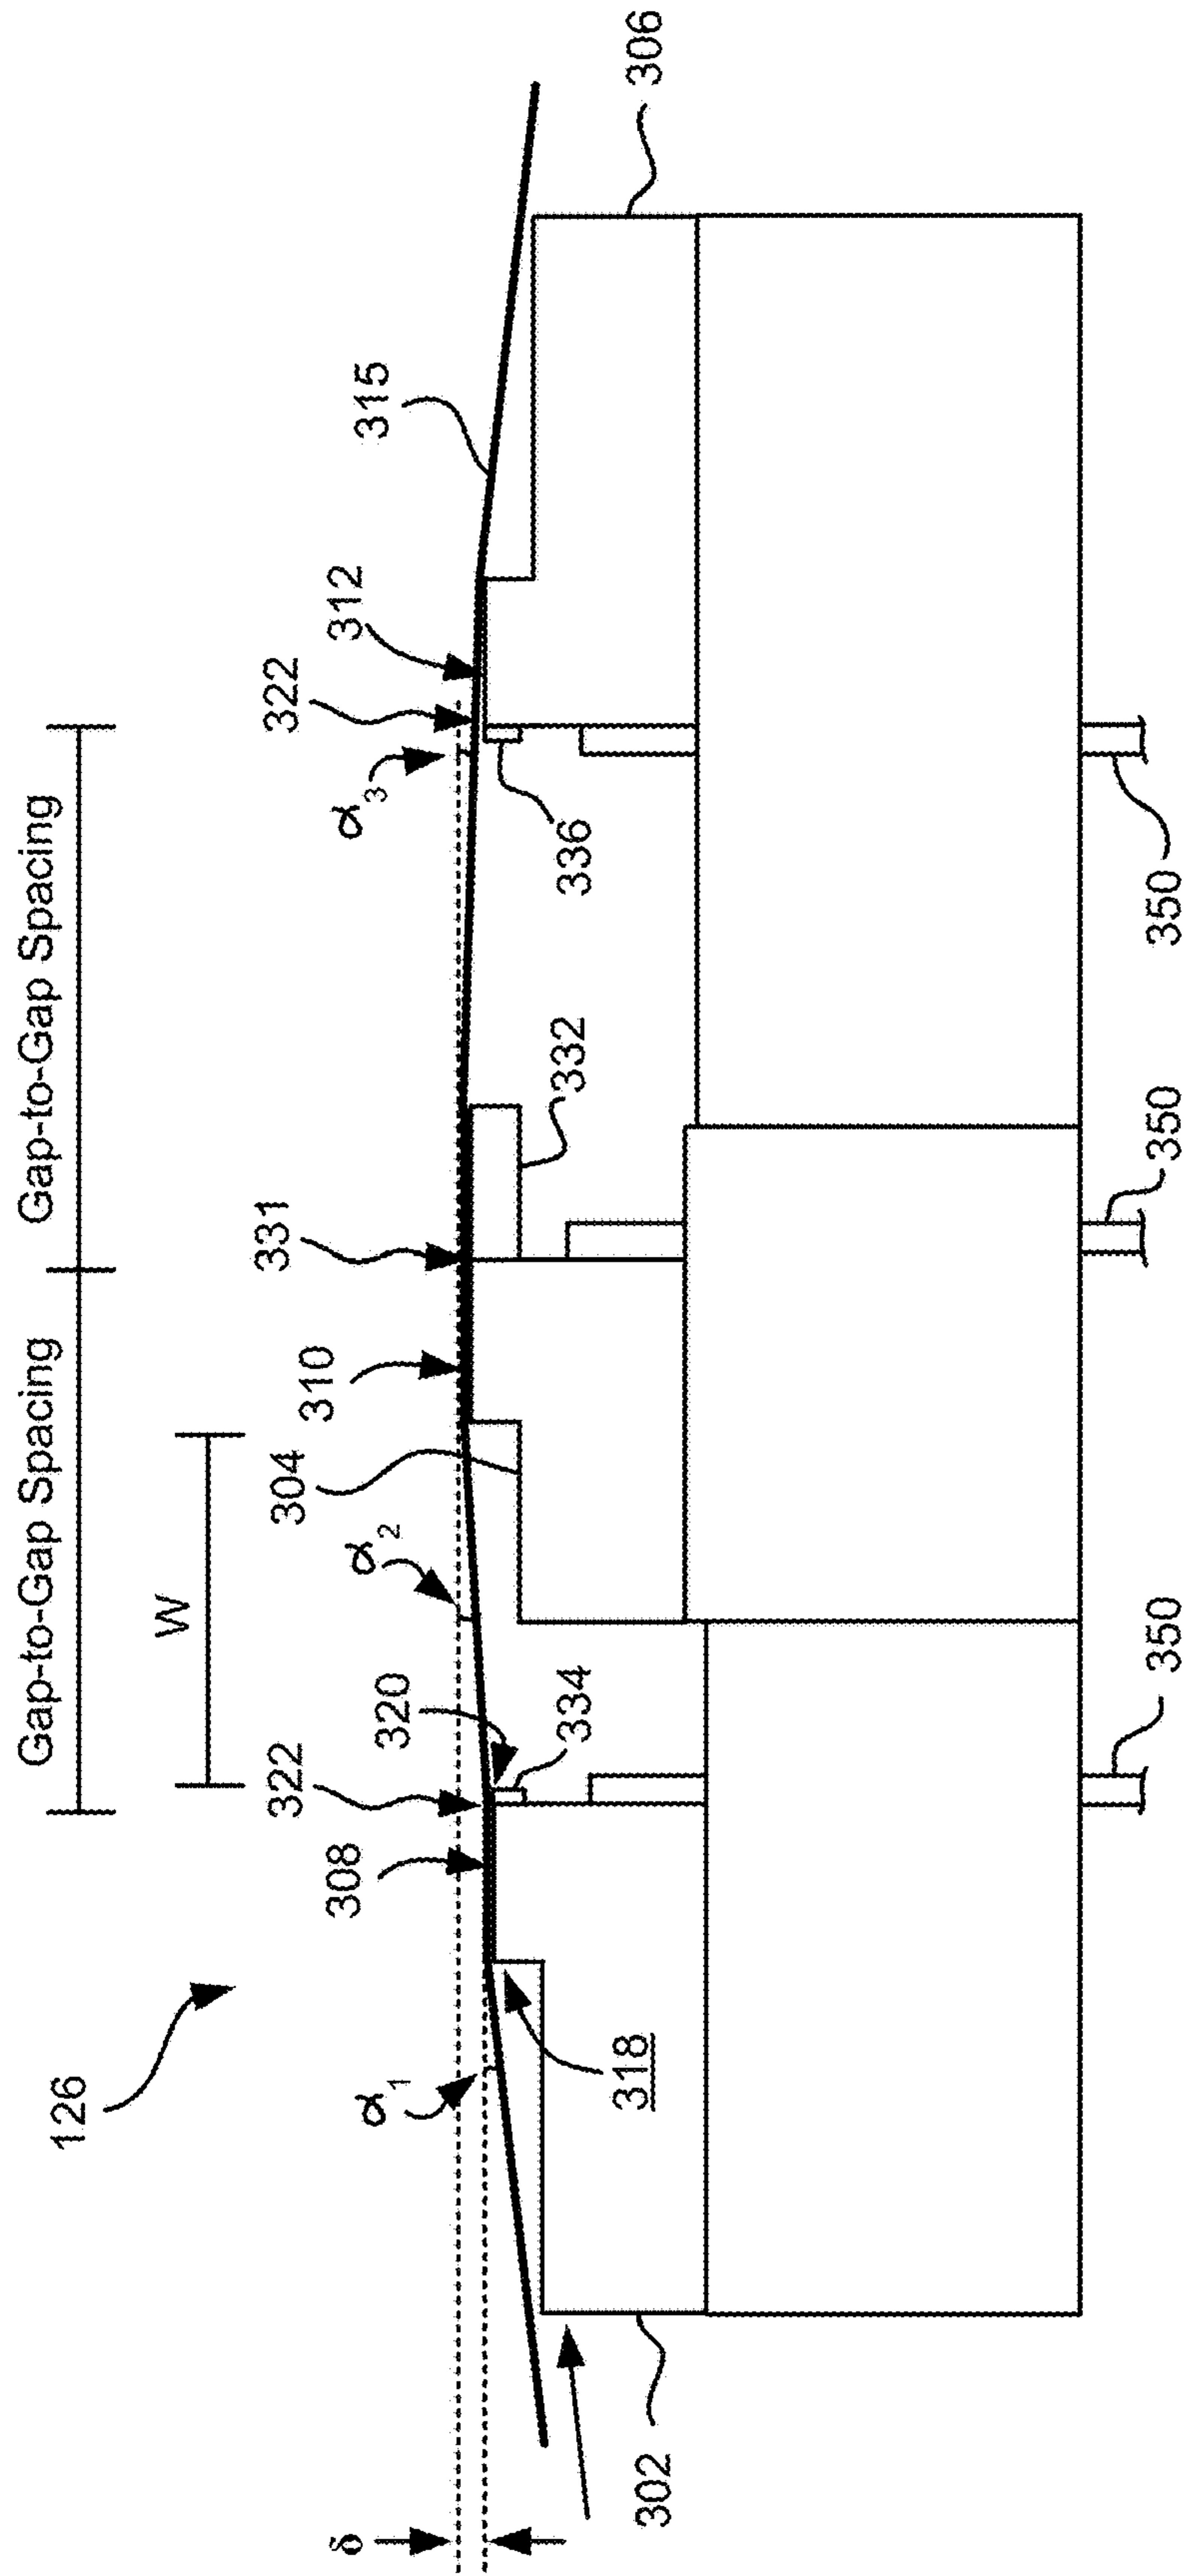 Gap-to-Gap Spacing
Gap-to-Gap Spacing
W
126
δ
α1
308
322
320
334
α2
304
310
331
332
α3
322
312
336
315
306
318
302
350
350
350